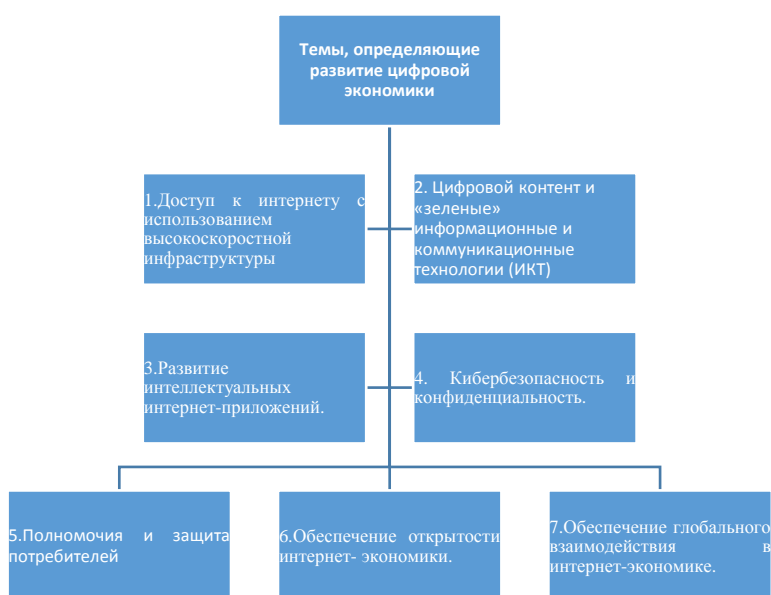 Темы, определяющие
развитие цифровой
экономики
1.Доступ к интернету с
использованием
высокоскоростной
инфраструктуры
2. Цифровой контент и
«зеленые»
информационные и
коммуникационные
технологии (ИКТ)
3.Развитие
интеллектуальных
интернет-приложений.
4. Кибербезопасность и
конфиденциальность.
5.Полномочия и защита
потребителей
6.Обеспечение открытости
интернет- экономики.
7.Обеспечение глобального
взаимодействия в
интернет-экономике.